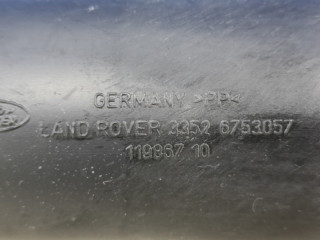 GERMANY >PP<
LAND ROVER 3352 6753057
119867 10